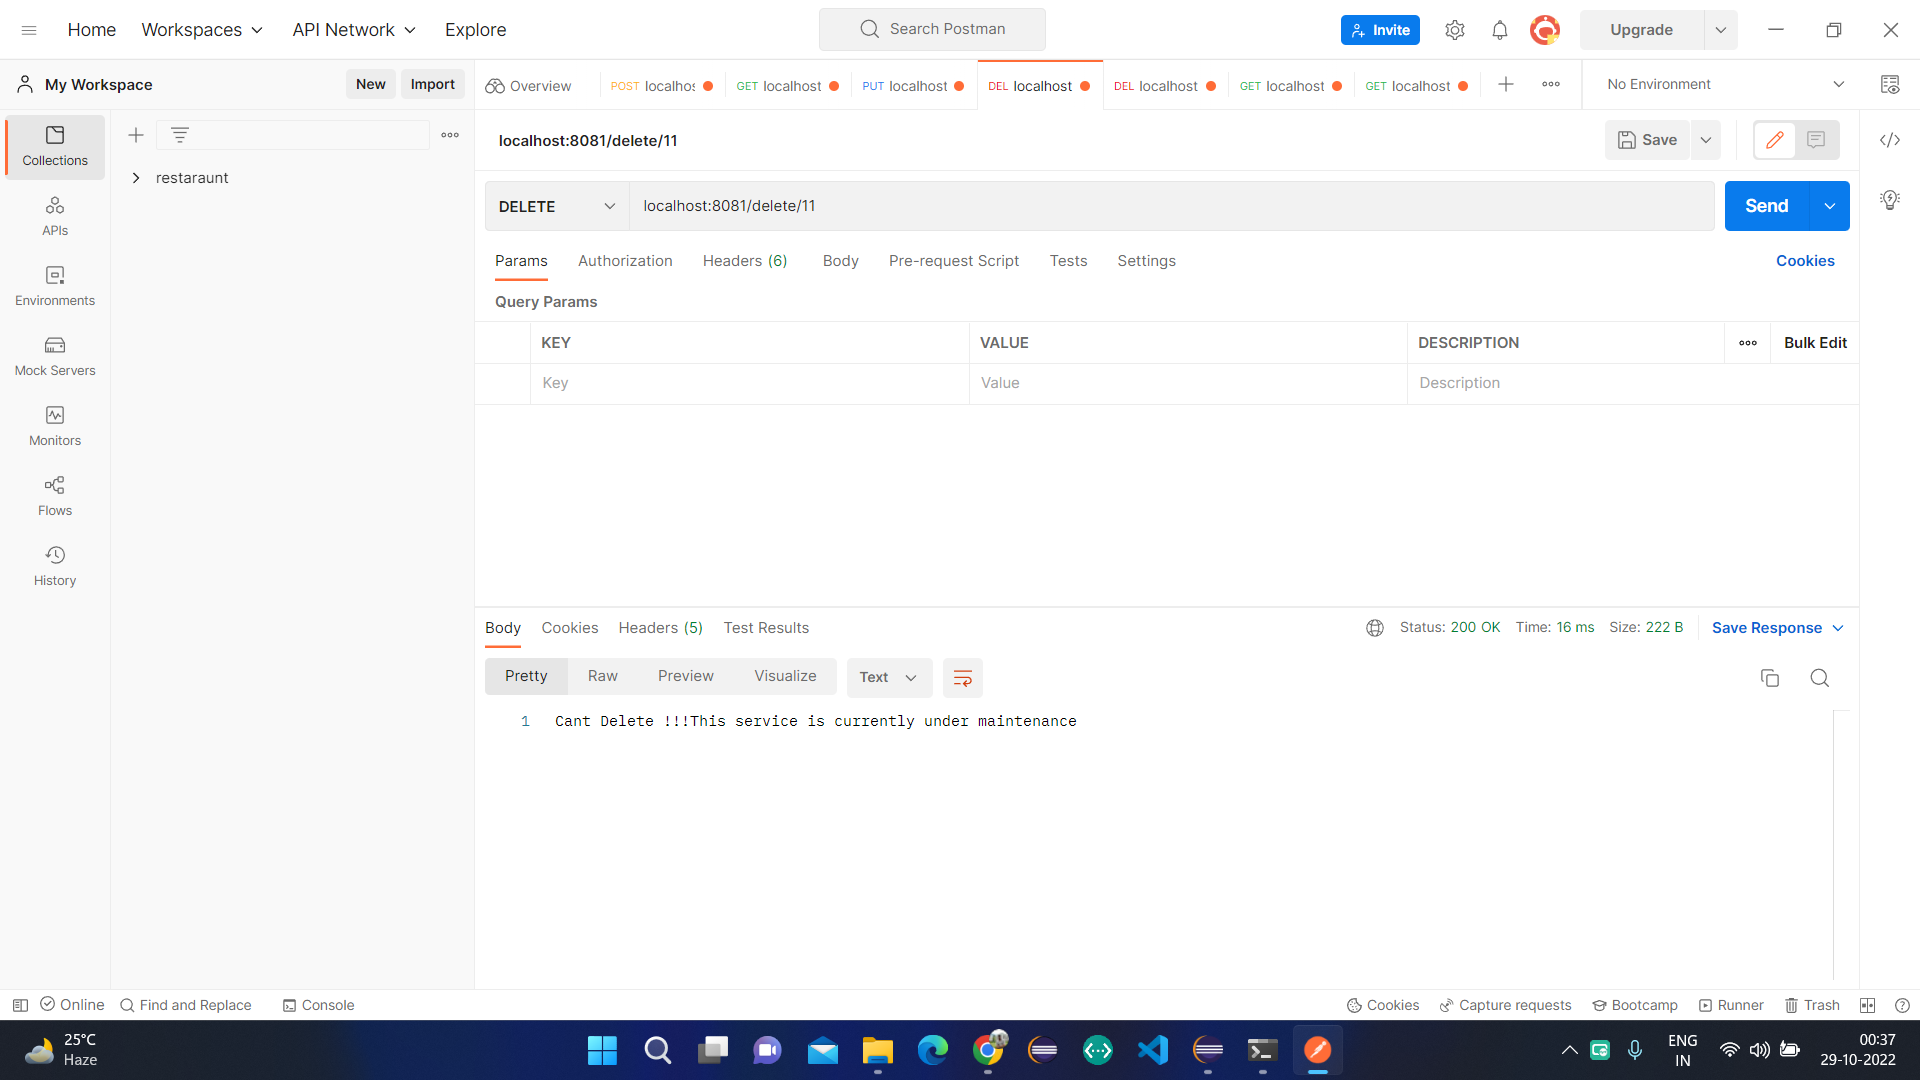 Home Workspaces API Network Explore Search Postman Invite Upgrade
My Workspace New Import Overview POST localhos GET localhost PUT localhost DEL localhost DEL localhost GET localhost GET localhost No Environment
Collections
APIs
Environments
Mock Servers
Monitors
Flows
History
restaraunt
localhost:8081/delete/11 Save
DELETE localhost:8081/delete/11 Send
Params Authorization Headers (6) Body Pre-request Script Tests Settings Cookies
Query Params
KEY VALUE DESCRIPTION Bulk Edit
Key Value Description
Body Cookies Headers (5) Test Results Status: 200 OK Time: 16 ms Size: 222 B Save Response
Pretty Raw Preview Visualize Text
1 Cant Delete !!!This service is currently under maintenance
Online Find and Replace Console Cookies Capture requests Bootcamp Runner Trash
25°C
Haze
ENG
IN
00:37
29-10-2022